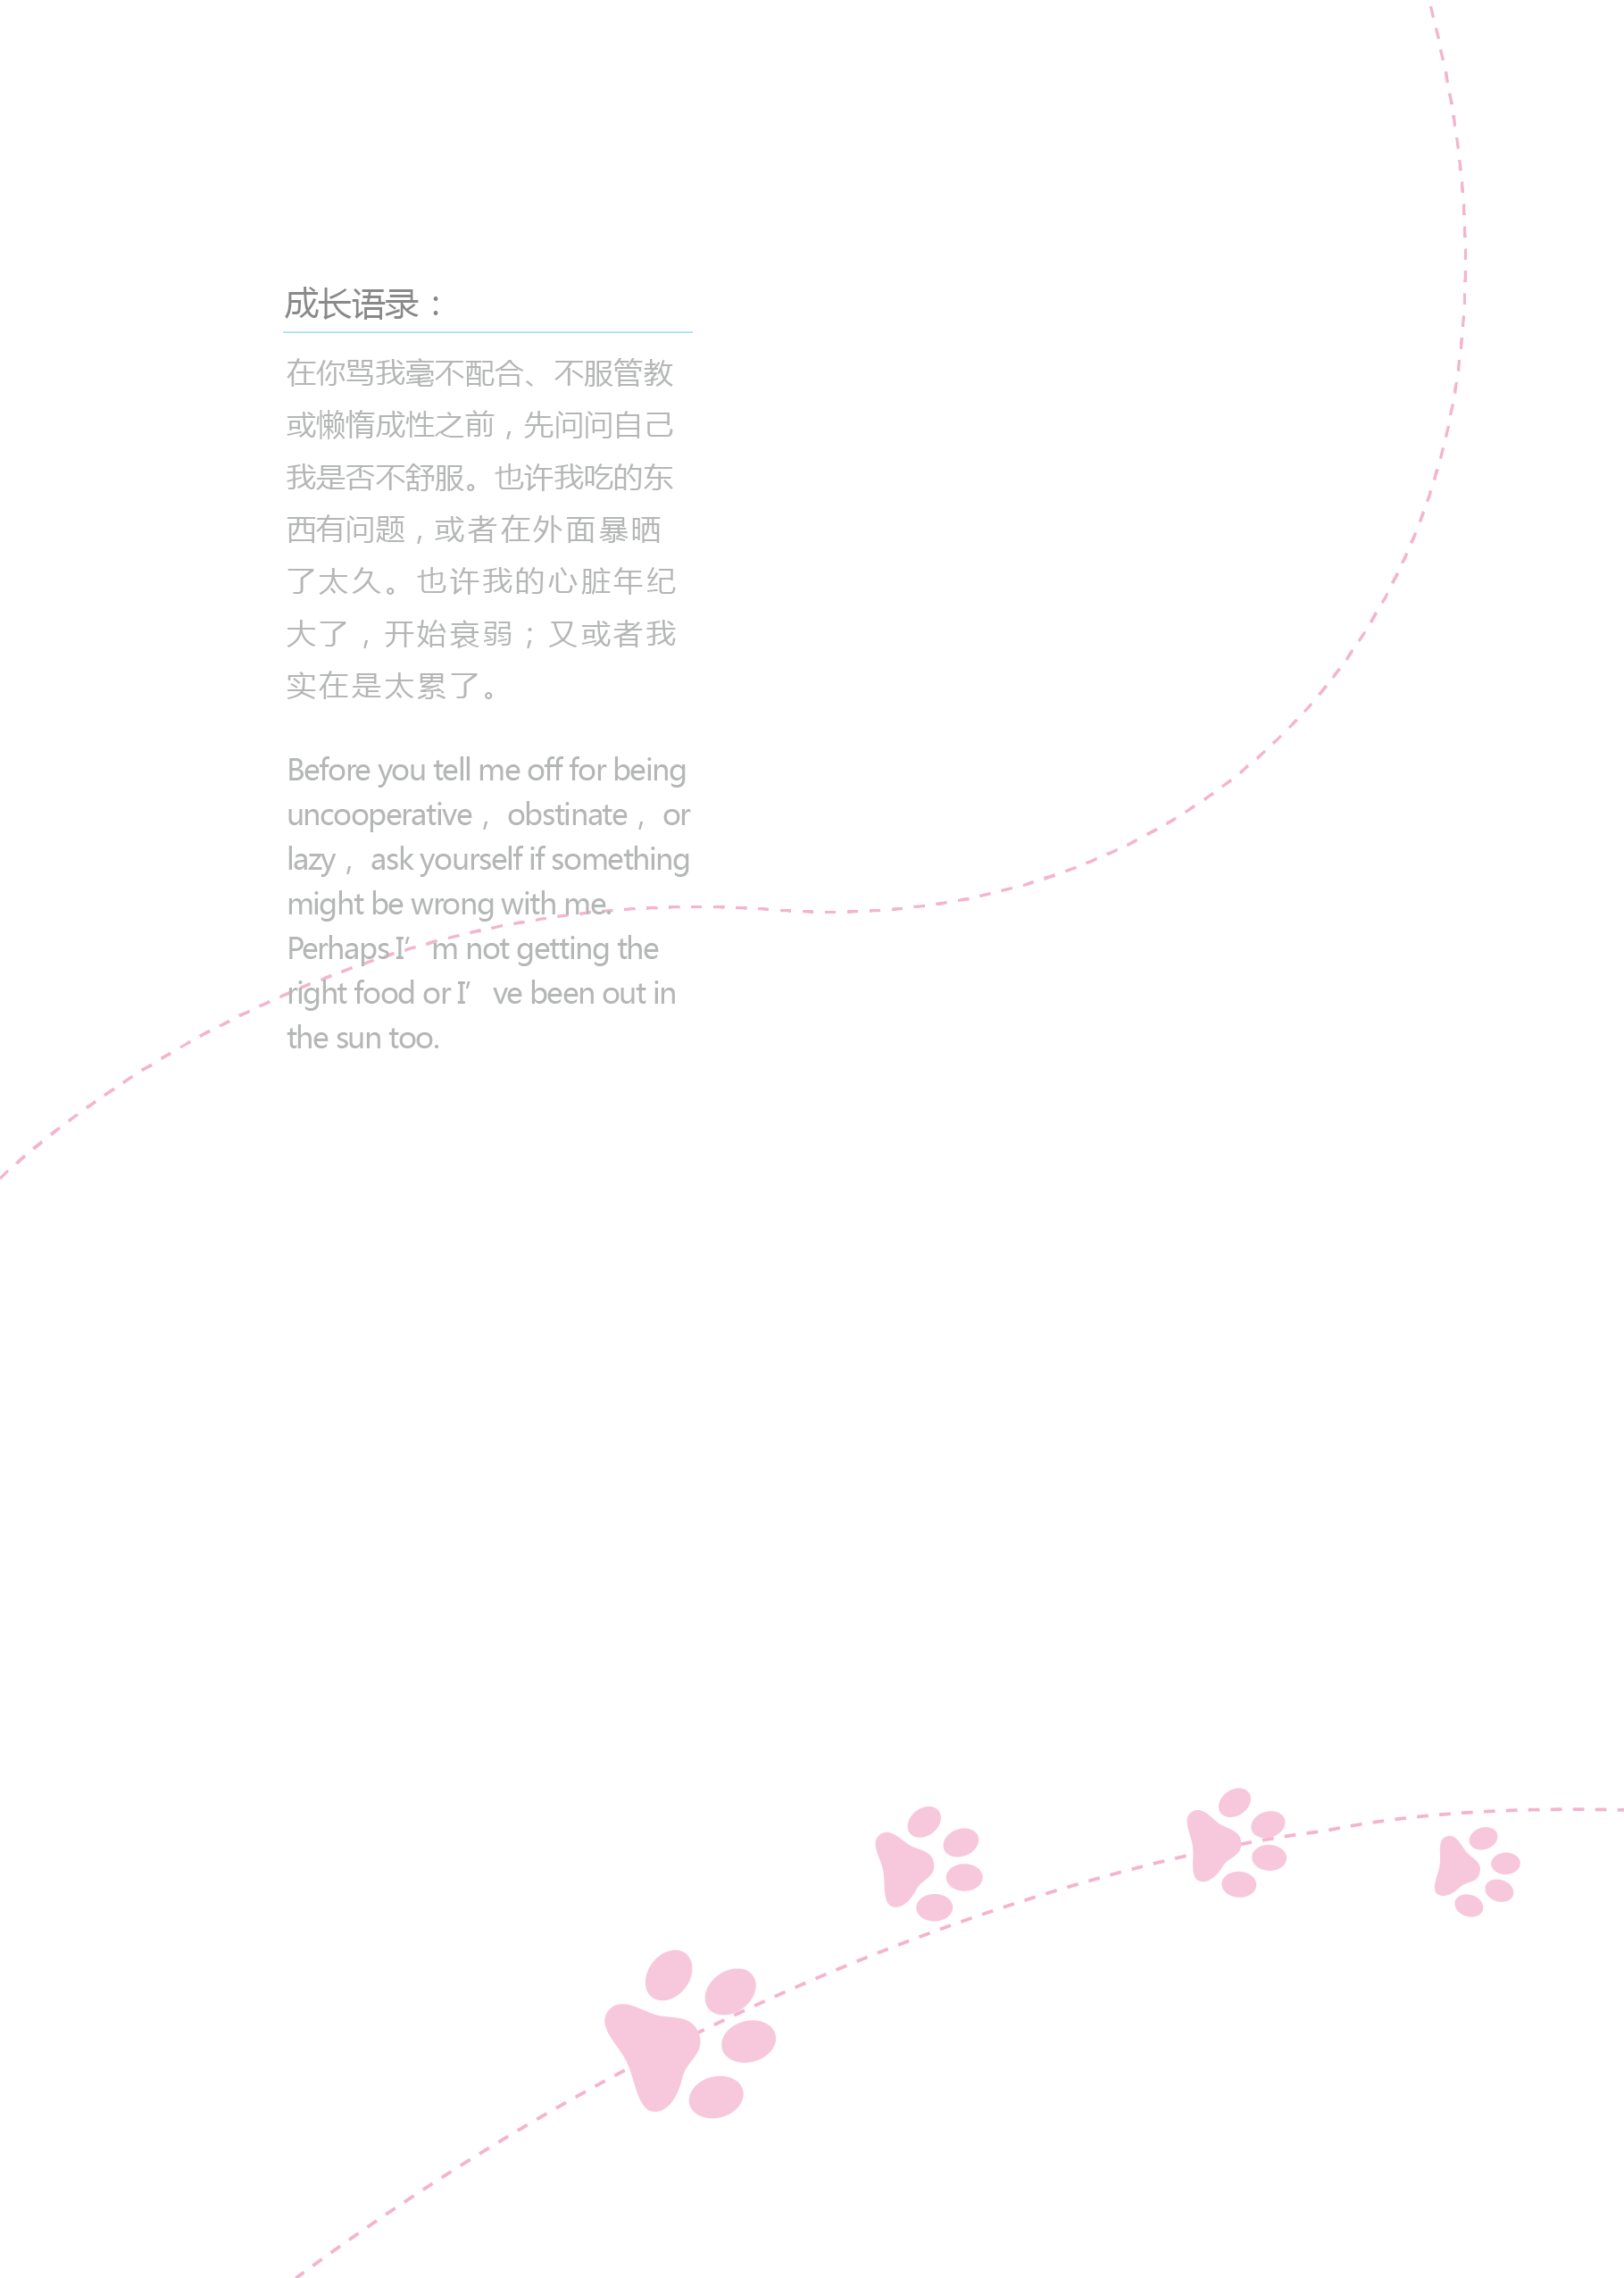 成长语录：
在你骂我毫不配合、不服管教
或懒惰成性之前，先问问自己
我是否不舒服。也许我吃的东
西有问题，或者在外面暴晒
了太久。也许我的心脏年纪
大了，开始衰弱；又或者我
实在是太累了。
Before you tell me off for being
uncooperative，obstinate，or
lazy，ask yourself if something
might be wrong with me.
Perhaps I’m not getting the
right food or I’ve been out in
the sun too.